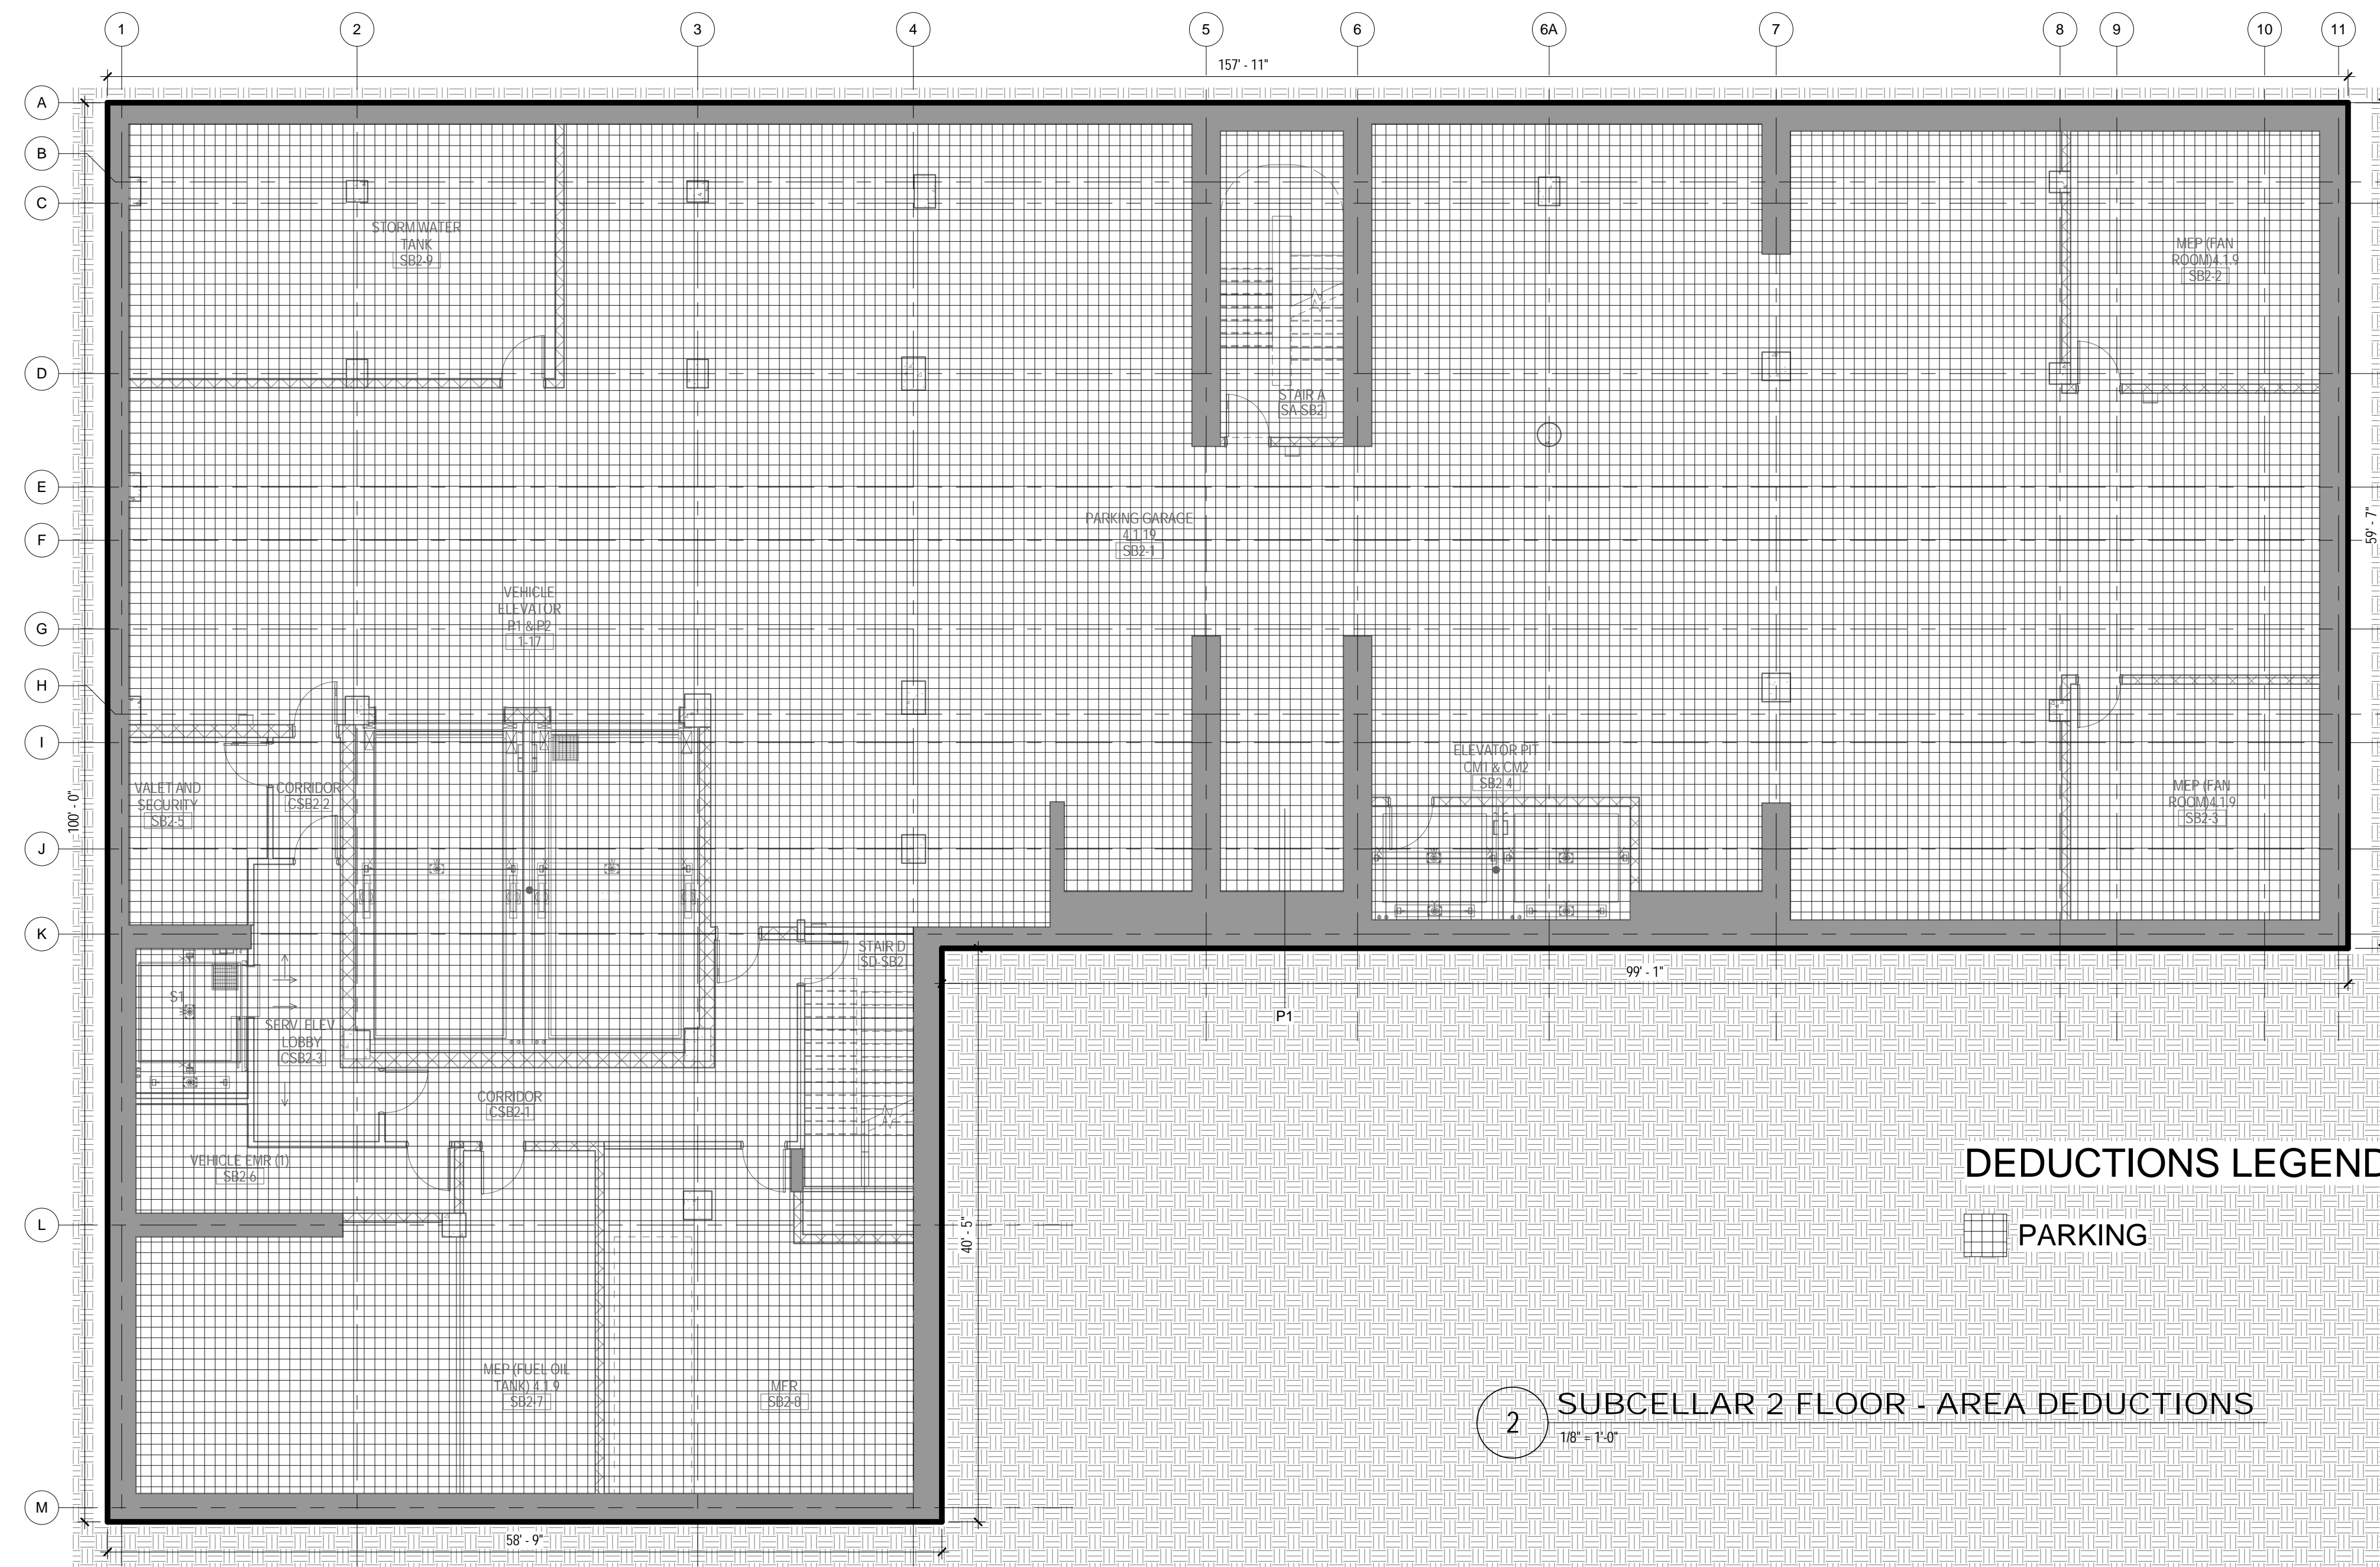 1 2 3 4 5 6 6A 7 8 9 10 11
157' - 11"
A
B
C
D
E
F
G
H
I
J
K
L
M
100' - 0"
59' - 7"
STORM WATER
TANK
SB2-9
STAIR A
SA-SB2
MEP (FAN
ROOM)4.1.9
SB2-2
PARKING GARAGE
4.1.19
SB2-1
VEHICLE
ELEVATOR
P1 & P2
1-17
VALET AND
SECURITY
SB2-5
CORRIDOR
CSB2-2
ELEVATOR PIT
CM1 & CM2
SB2-4
MEP (FAN
ROOM)4.1.9
SB2-3
STAIR D
SD-SB2
99' - 1"
P1
S1
SERV. ELEV
LOBBY
CSB2-3
CORRIDOR
CSB2-1
VEHICLE EMR (1)
SB2-6
40' - 5"
MEP (FUEL OIL
TANK) 4.1.9
SB2-7
MER
SB2-8
58' - 9"
DEDUCTIONS LEGEND
PARKING
2
SUBCELLAR 2 FLOOR - AREA DEDUCTIONS
1/8" = 1'-0"